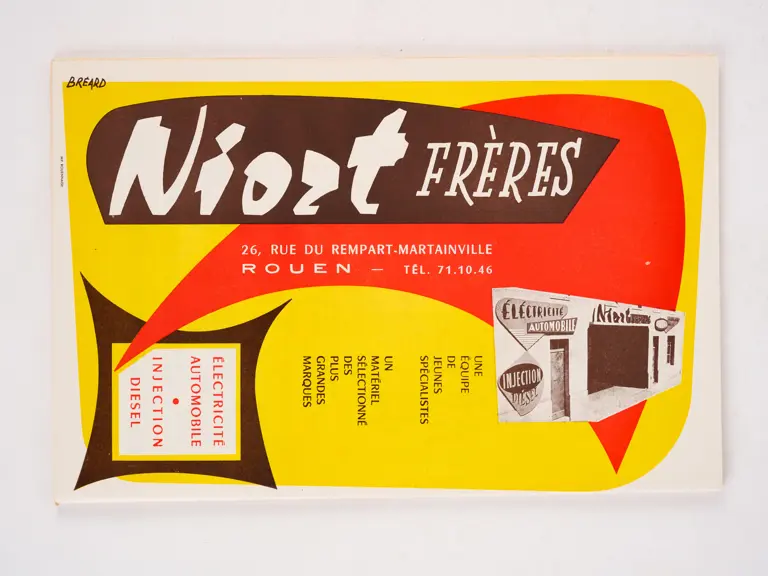 BRÉARD
Niort FRÈRES
26, RUE DU REMPART-MARTAINVILLE
ROUEN — TÉL. 71.10.46
ÉLECTRICITÉ
AUTOMOBILE
•
INJECTION
DIESEL
UNE
ÉQUIPE
DE
JEUNES
SPÉCIALISTES
UN
MATÉRIEL
SÉLECTIONNÉ
DES
PLUS
GRANDES
MARQUES
ÉLECTRICITÉ
AUTOMOBILE
Niort
INJECTION
DIESEL